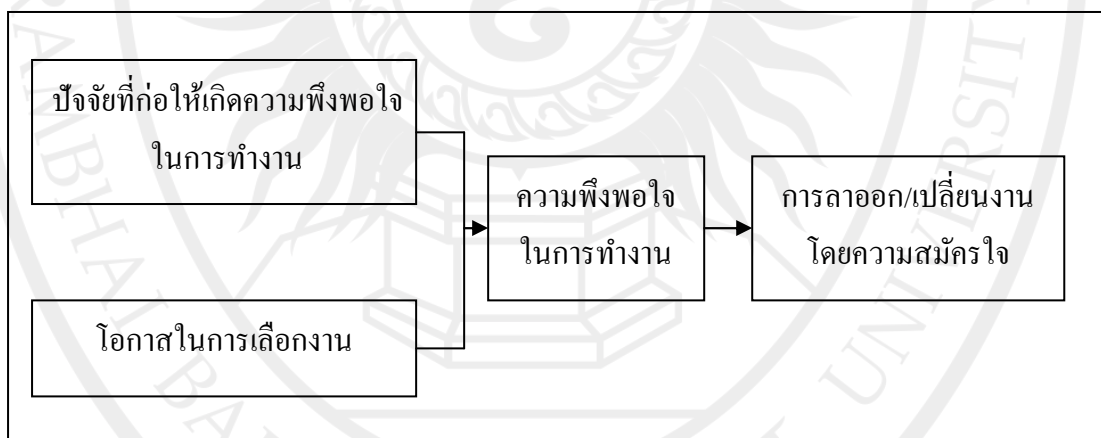 ปัจจัยที่ก่อให้เกิดความพึงพอใจ
ในการทำงาน
ความพึงพอใจ
ในการทำงาน
การลาออก/เปลี่ยนงาน
โดยความสมัครใจ
โอกาสในการเลือกงาน
RAMBHAI BA
UNIVERSITY